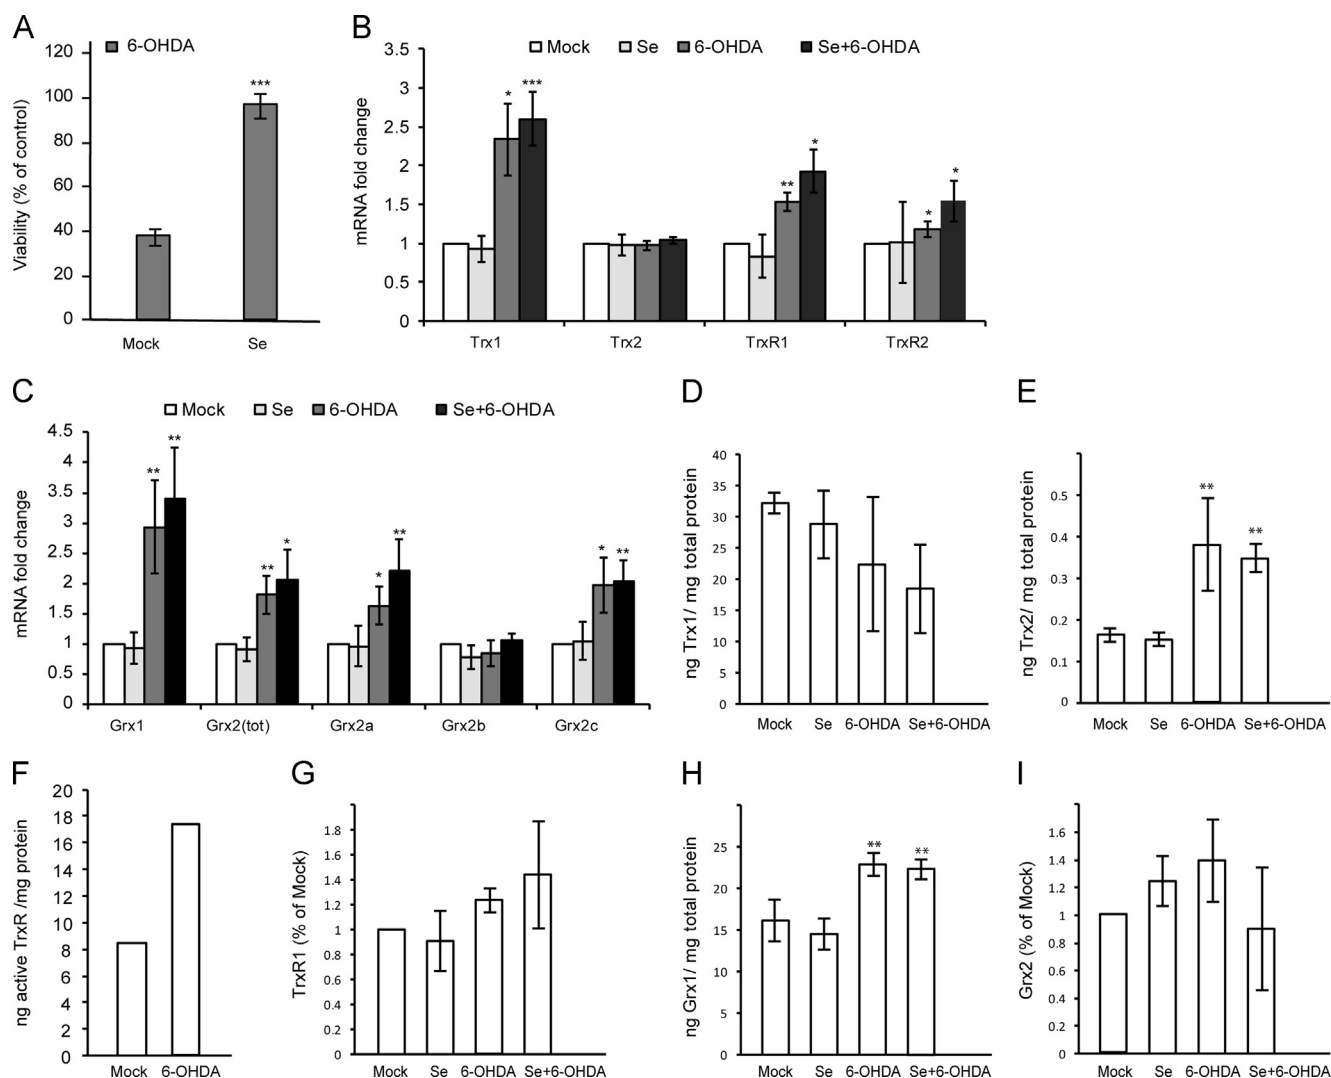 A
6-OHDA
Viability (% of control)
120
100
80
60
40
20
0
***
Mock Se
B
Mock Se 6-OHDA Se+6-OHDA
mRNA fold change
3.5
3
2.5
2
1.5
1
0.5
0
* ***
** *
* *
Trx1 Trx2 TrxR1 TrxR2
C
Mock Se 6-OHDA Se+6-OHDA
mRNA fold change
4.5
4
3.5
3
2.5
2
1.5
1
0.5
0
** **
** *
* **
* **
Grx1 Grx2(tot) Grx2a Grx2b Grx2c
D
ng Trx1/ mg total protein
40
35
30
25
20
15
10
5
0
Mock Se 6-OHDA Se+6-OHDA
E
ng Trx2/ mg total protein
0.5
0.4
0.3
0.2
0.1
0
** **
Mock Se 6-OHDA Se+6-OHDA
F
ng active TrxR /mg protein
20
18
16
14
12
10
8
6
4
2
0
Mock 6-OHDA
G
TrxR1 (% of Mock)
1.8
1.6
1.4
1.2
1
0.8
0.6
0.4
0.2
0
Mock Se 6-OHDA Se+6-OHDA
H
ng Grx1/ mg total protein
25
20
15
10
5
0
** **
Mock Se 6-OHDA Se+6-OHDA
I
Grx2 (% of Mock)
1.6
1.4
1.2
1
0.8
0.6
0.4
0.2
0
Mock Se 6-OHDA Se+6-OHDA